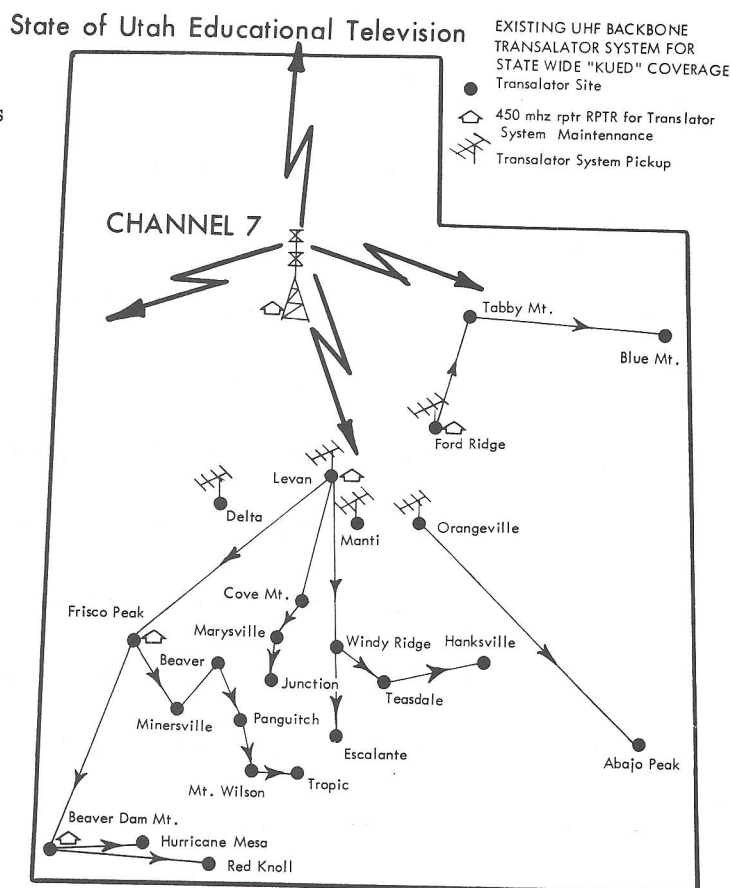 State of Utah Educational Television
EXISTING UHF BACKBONE
TRANSALATOR SYSTEM FOR
STATE WIDE "KUED" COVERAGE
Transalator Site
450 mhz rptr RPTR for Translator
System Maintennance
Transalator System Pickup
s
CHANNEL 7
Tabby Mt.
Blue Mt.
Ford Ridge
Levan
Delta
Manti
Orangeville
Cove Mt.
Frisco Peak
Marysville
Windy Ridge
Hanksville
Beaver
Junction
Teasdale
Minersville
Panguitch
Escalante
Abajo Peak
Mt. Wilson
Tropic
Beaver Dam Mt.
Hurricane Mesa
Red Knoll